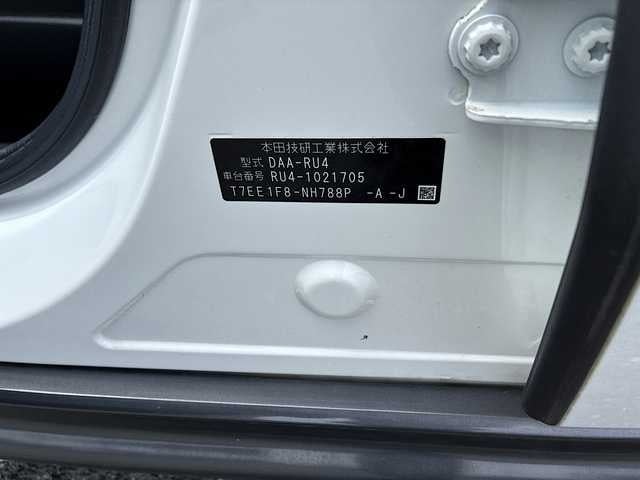 本田技研工業株式会社
型式 DAA-RU4
車台番号 RU4-1021705
T7EE1F8-NH788P -A -J